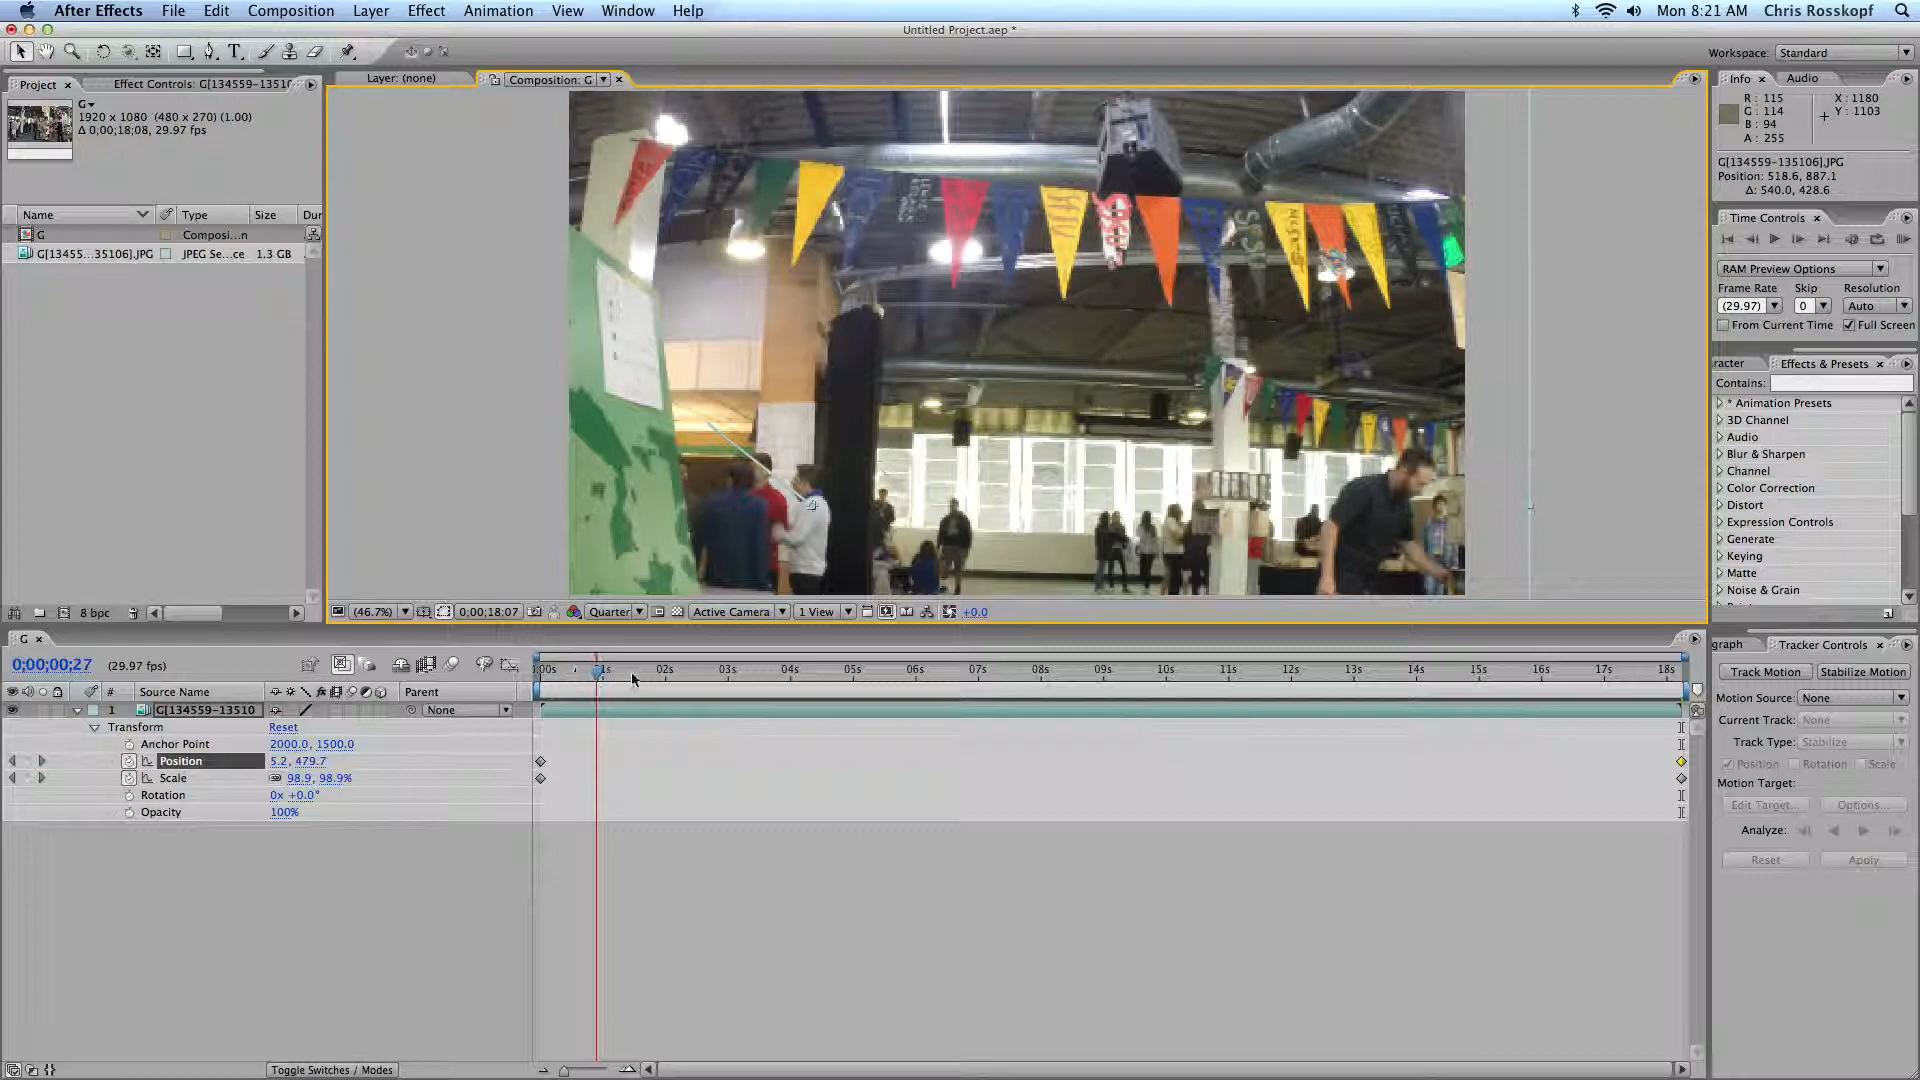 After Effects File Edit Composition Layer Effect Animation View Window Help Mon 8:21 AM Chris Rosskopf
Untitled Project.aep *
T Workspace: Standard
Project × Effect Controls: G[134559-1351 Layer: (none) Composition: G × Info × Audio
G
1920 x 1080 (480 x 270) (1.00)
Δ 0;00;18;08, 29.97 fps
R: 115 X: 1180
G: 114 Y: 1103
B: 94
A: 255
G[134559-135106].JPG
Position: 518.6, 887.1
Δ: 540.0, 428.6
Name Type Size Dur
G Composi...n
G[13455...35106].JPG JPEG Se...ce 1.3 GB
Time Controls ×
RAM Preview Options
Frame Rate Skip Resolution
(29.97) 0 Auto
From Current Time Full Screen
racter Effects & Presets ×
Contains:
* Animation Presets
3D Channel
Audio
Blur & Sharpen
Channel
Color Correction
Distort
Expression Controls
Generate
Keying
Matte
Noise & Grain
8 bpc (46.7%) 0;00;18;07 Quarter Active Camera 1 View +0.0
G ×
0;00;00;27 (29.97 fps)
0:00s 1s 02s 03s 04s 05s 06s 07s 08s 09s 10s 11s 12s 13s 14s 15s 16s 17s 18s
# Source Name Parent
1 G[134559-13510 None
Transform Reset
Anchor Point 2000.0, 1500.0
Position 5.2, 479.7
Scale 98.9, 98.9%
Rotation 0x +0.0°
Opacity 100%
Toggle Switches / Modes
graph Tracker Controls ×
Track Motion Stabilize Motion
Motion Source: None
Current Track: None
Track Type: Stabilize
Position Rotation Scale
Motion Target:
Edit Target... Options...
Analyze:
Reset Apply